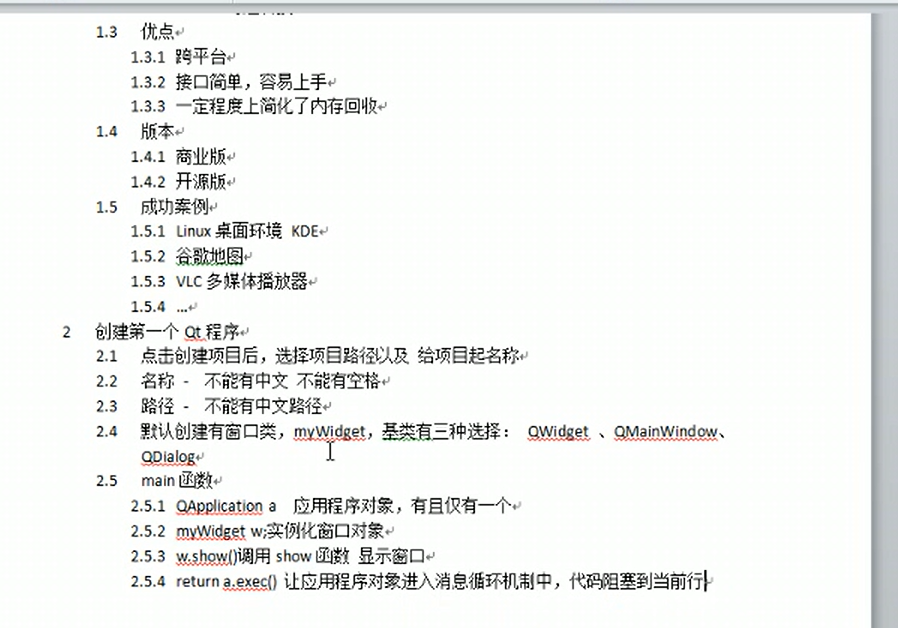 1.3 优点
1.3.1 跨平台
1.3.2 接口简单，容易上手
1.3.3 一定程度上简化了内存回收
1.4 版本
1.4.1 商业版
1.4.2 开源版
1.5 成功案例
1.5.1 Linux 桌面环境 KDE
1.5.2 谷歌地图
1.5.3 VLC 多媒体播放器
1.5.4 ...
2 创建第一个 Qt 程序
2.1 点击创建项目后，选择项目路径以及 给项目起名称
2.2 名称 - 不能有中文 不能有空格
2.3 路径 - 不能有中文路径
2.4 默认创建有窗口类，myWidget，基类有三种选择： QWidget 、QMainWindow、
QDialog
2.5 main 函数
2.5.1 QApplication a 应用程序对象，有且仅有一个
2.5.2 myWidget w;实例化窗口对象
2.5.3 w.show()调用 show 函数 显示窗口
2.5.4 return a.exec() 让应用程序对象进入消息循环机制中，代码阻塞到当前行